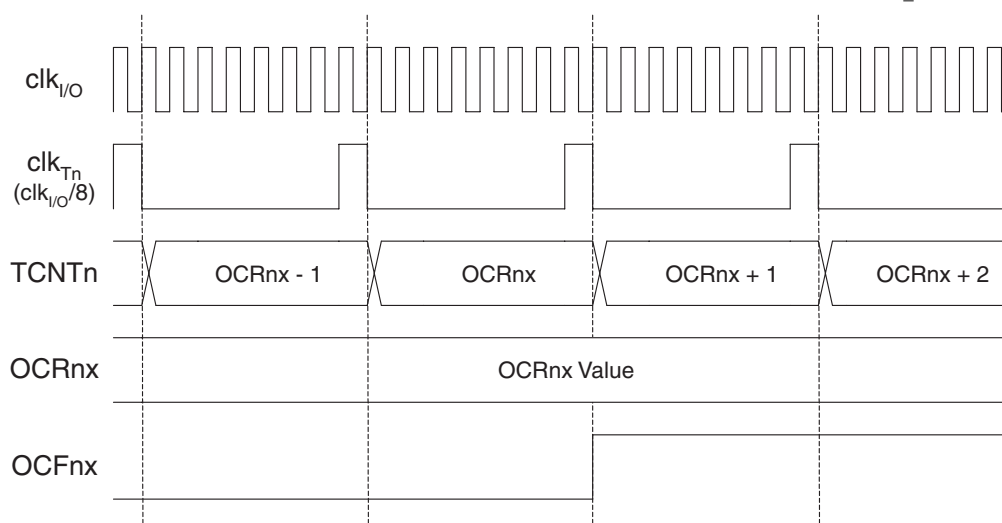 clkI/O
clkTn
(clkI/O/8)
TCNTn
OCRnx - 1
OCRnx
OCRnx + 1
OCRnx + 2
OCRnx
OCRnx Value
OCFnx